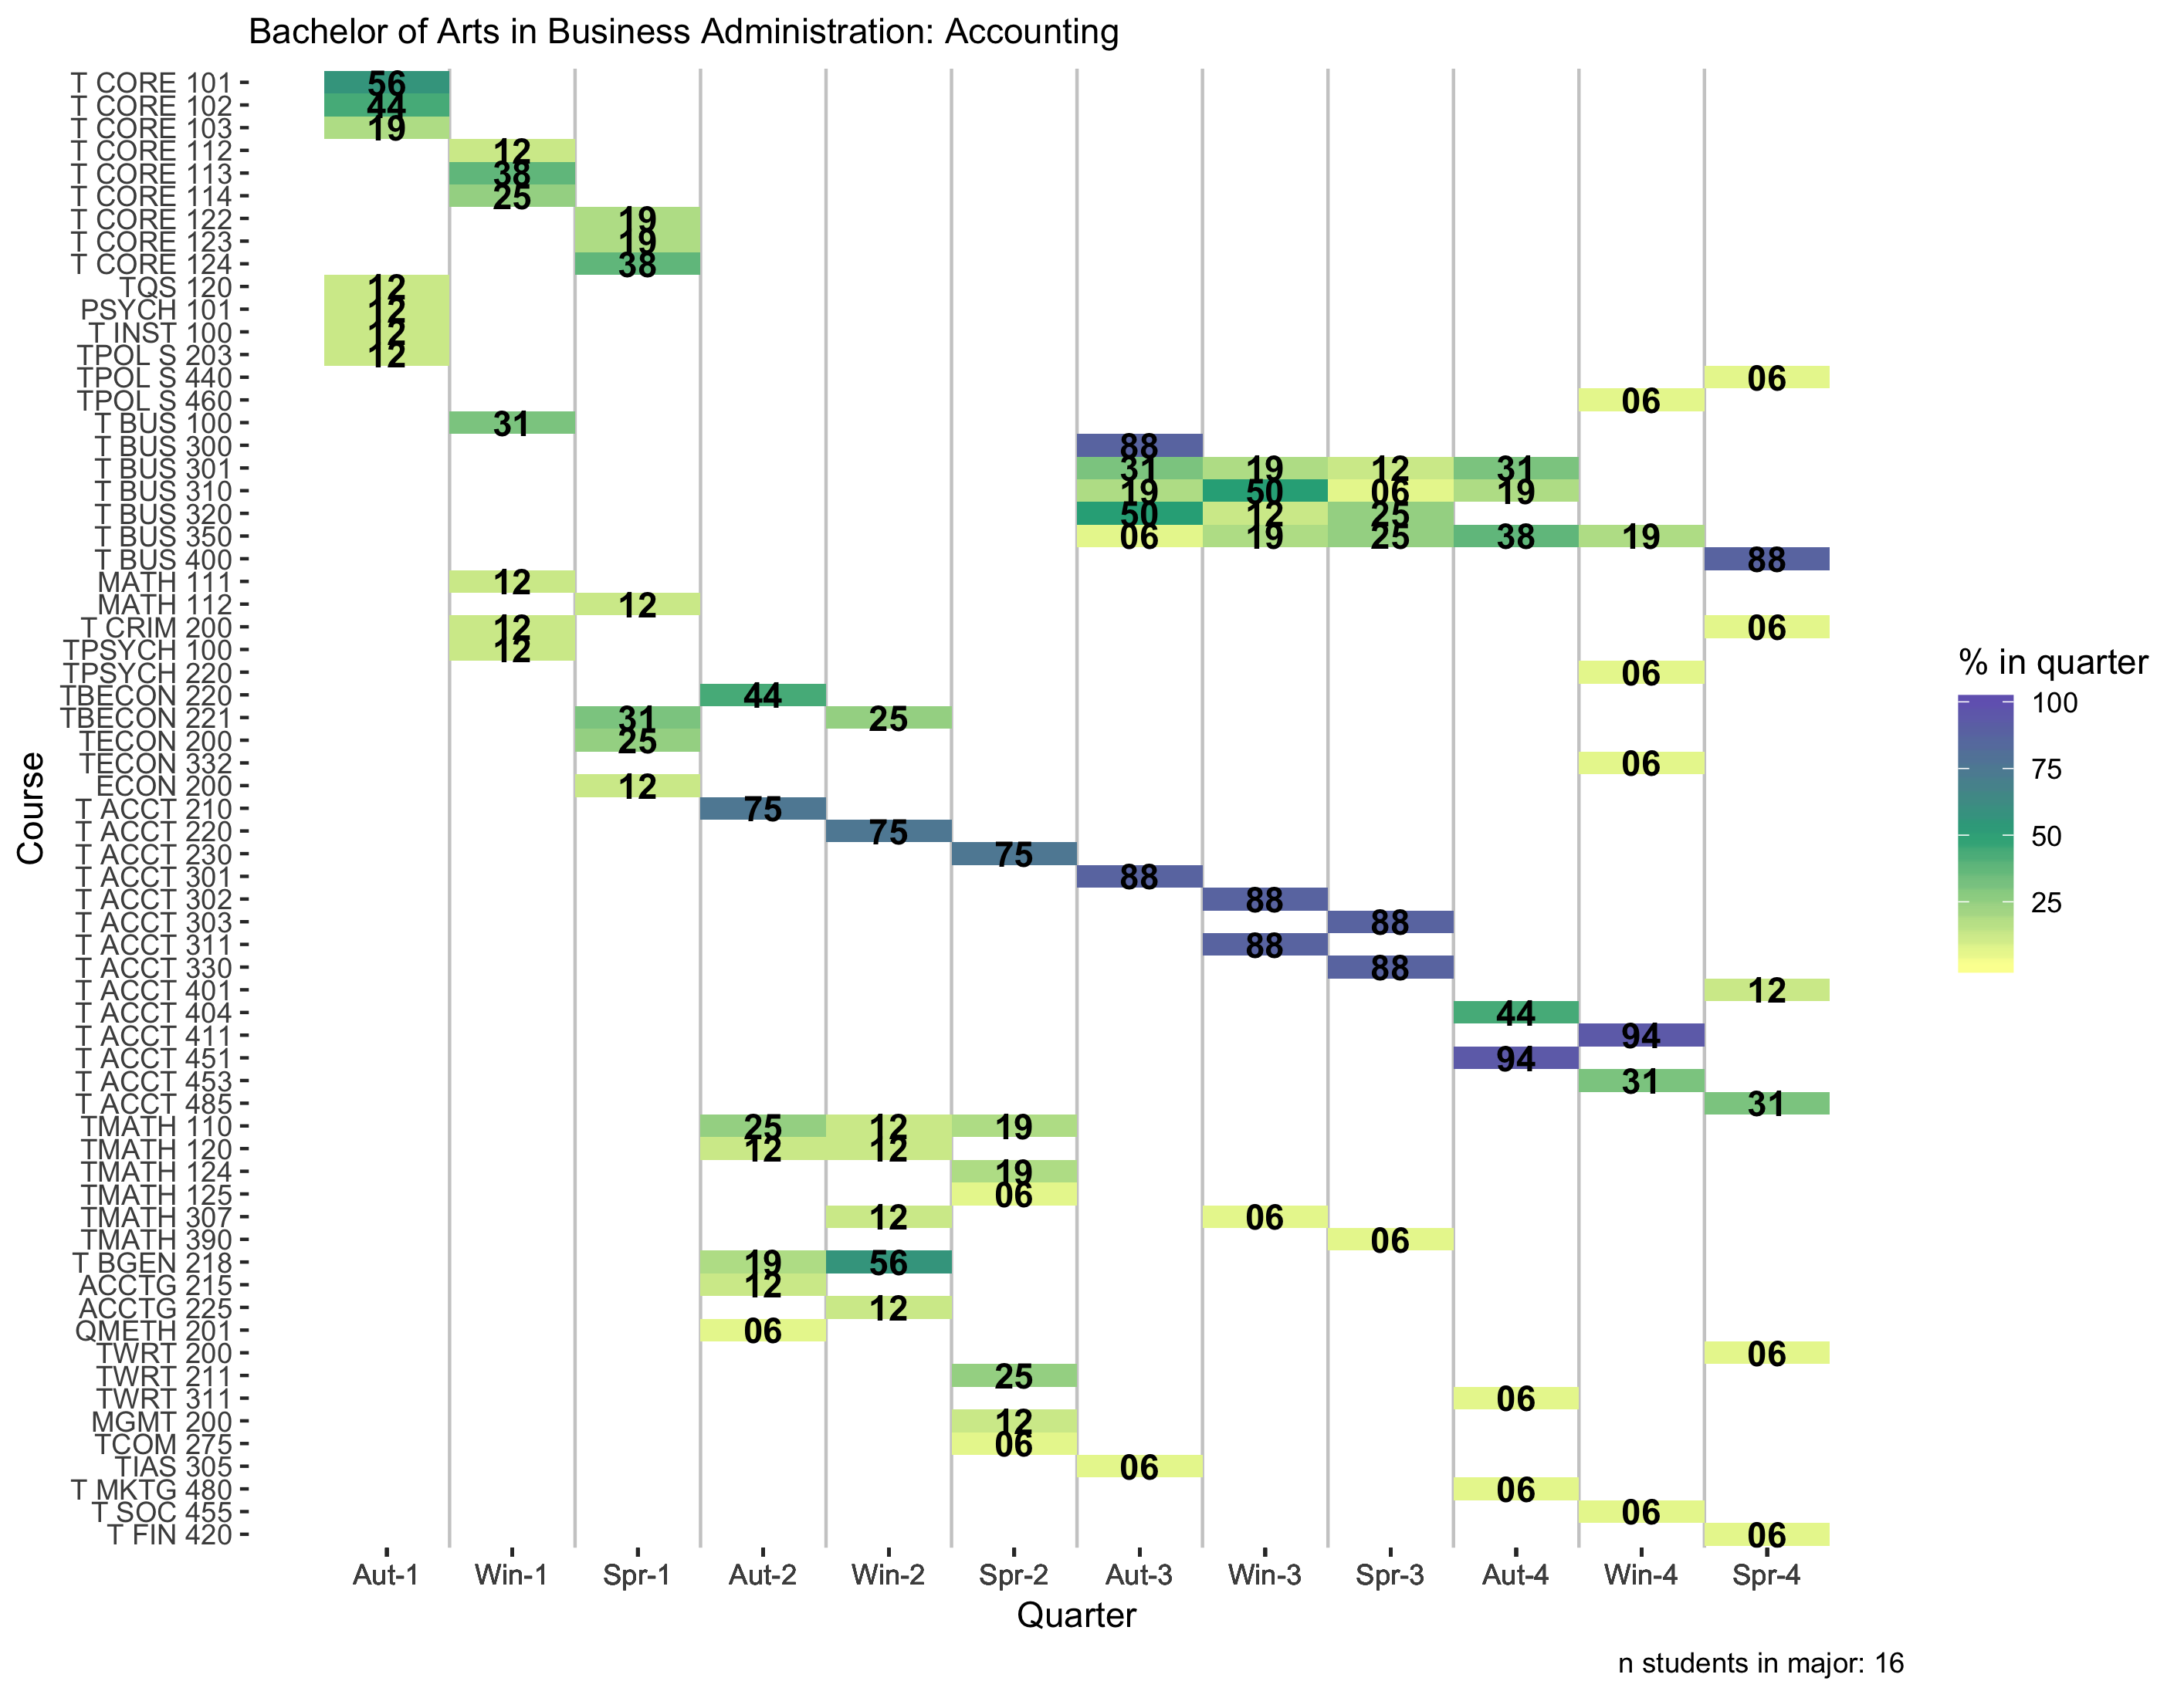 Bachelor of Arts in Business Administration: Accounting
T CORE 101 56
T CORE 102 44
T CORE 103 19
T CORE 112 12
T CORE 113 38
T CORE 114 25
T CORE 122 19
T CORE 123 19
T CORE 124 38
TQS 120 12
PSYCH 101 12
T INST 100 12
TPOL S 203 12
TPOL S 440 06
TPOL S 460 06
T BUS 100 31
T BUS 300 88
T BUS 301 31 19 12 31
T BUS 310 19 50 06 19
T BUS 320 50 12 25
T BUS 350 06 19 25 38 19
T BUS 400 88
MATH 111 12
MATH 112 12
T CRIM 200 12 06
TPSYCH 100 12
TPSYCH 220 06
TBECON 220 44
TBECON 221 31 25
TECON 200 25
TECON 332 06
ECON 200 12
T ACCT 210 75
T ACCT 220 75
T ACCT 230 75
T ACCT 301 88
T ACCT 302 88
T ACCT 303 88
T ACCT 311 88
T ACCT 330 88
T ACCT 401 12
T ACCT 404 44
T ACCT 411 94
T ACCT 451 94
T ACCT 453 31
T ACCT 485 31
TMATH 110 25 12 19
TMATH 120 12 12
TMATH 124 19
TMATH 125 06
TMATH 307 12 06
TMATH 390 06
T BGEN 218 19 56
ACCTG 215 12
ACCTG 225 12
QMETH 201 06
TWRT 200 06
TWRT 211 25
TWRT 311 06
MGMT 200 12
TCOM 275 06
TIAS 305 06
T MKTG 480 06
T SOC 455 06
T FIN 420 06
Course
Aut-1 Win-1 Spr-1 Aut-2 Win-2 Spr-2 Aut-3 Win-3 Spr-3 Aut-4 Win-4 Spr-4
Quarter
% in quarter
100
75
50
25
n students in major: 16